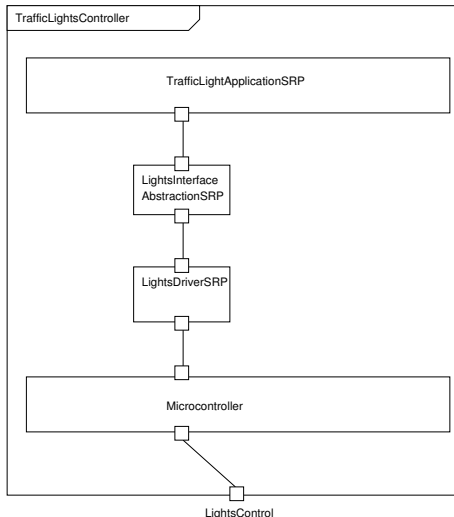 TrafficLightsController
TrafficLightApplicationSRP
LightsInterface
AbstractionSRP
LightsDriverSRP
Microcontroller
LightsControl